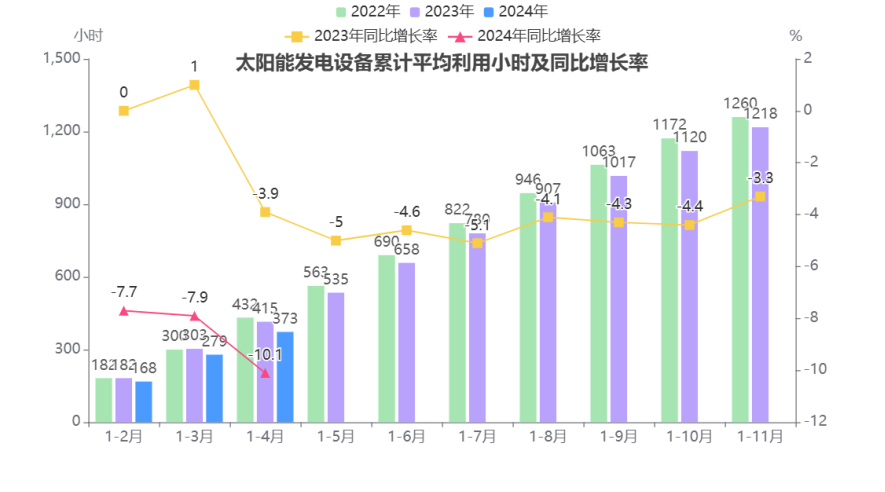 2022年 2023年 2024年
2023年同比增长率 2024年同比增长率
小时 %
太阳能发电设备累计平均利用小时及同比增长率
1,500 2
1,200 0
900 -2
600 -4
300 -6
0 -8
-10
-12
0 1 -3.9 -5 -4.6 -5.1 -4.1 -4.3 -4.4 -3.3
-7.7 -7.9 -10.1
182 182 168
300 303 279
432 415 373
563 535
690 658
822 780
946 907
1063 1017
1172 1120
1260 1218
1-2月 1-3月 1-4月 1-5月 1-6月 1-7月 1-8月 1-9月 1-10月 1-11月